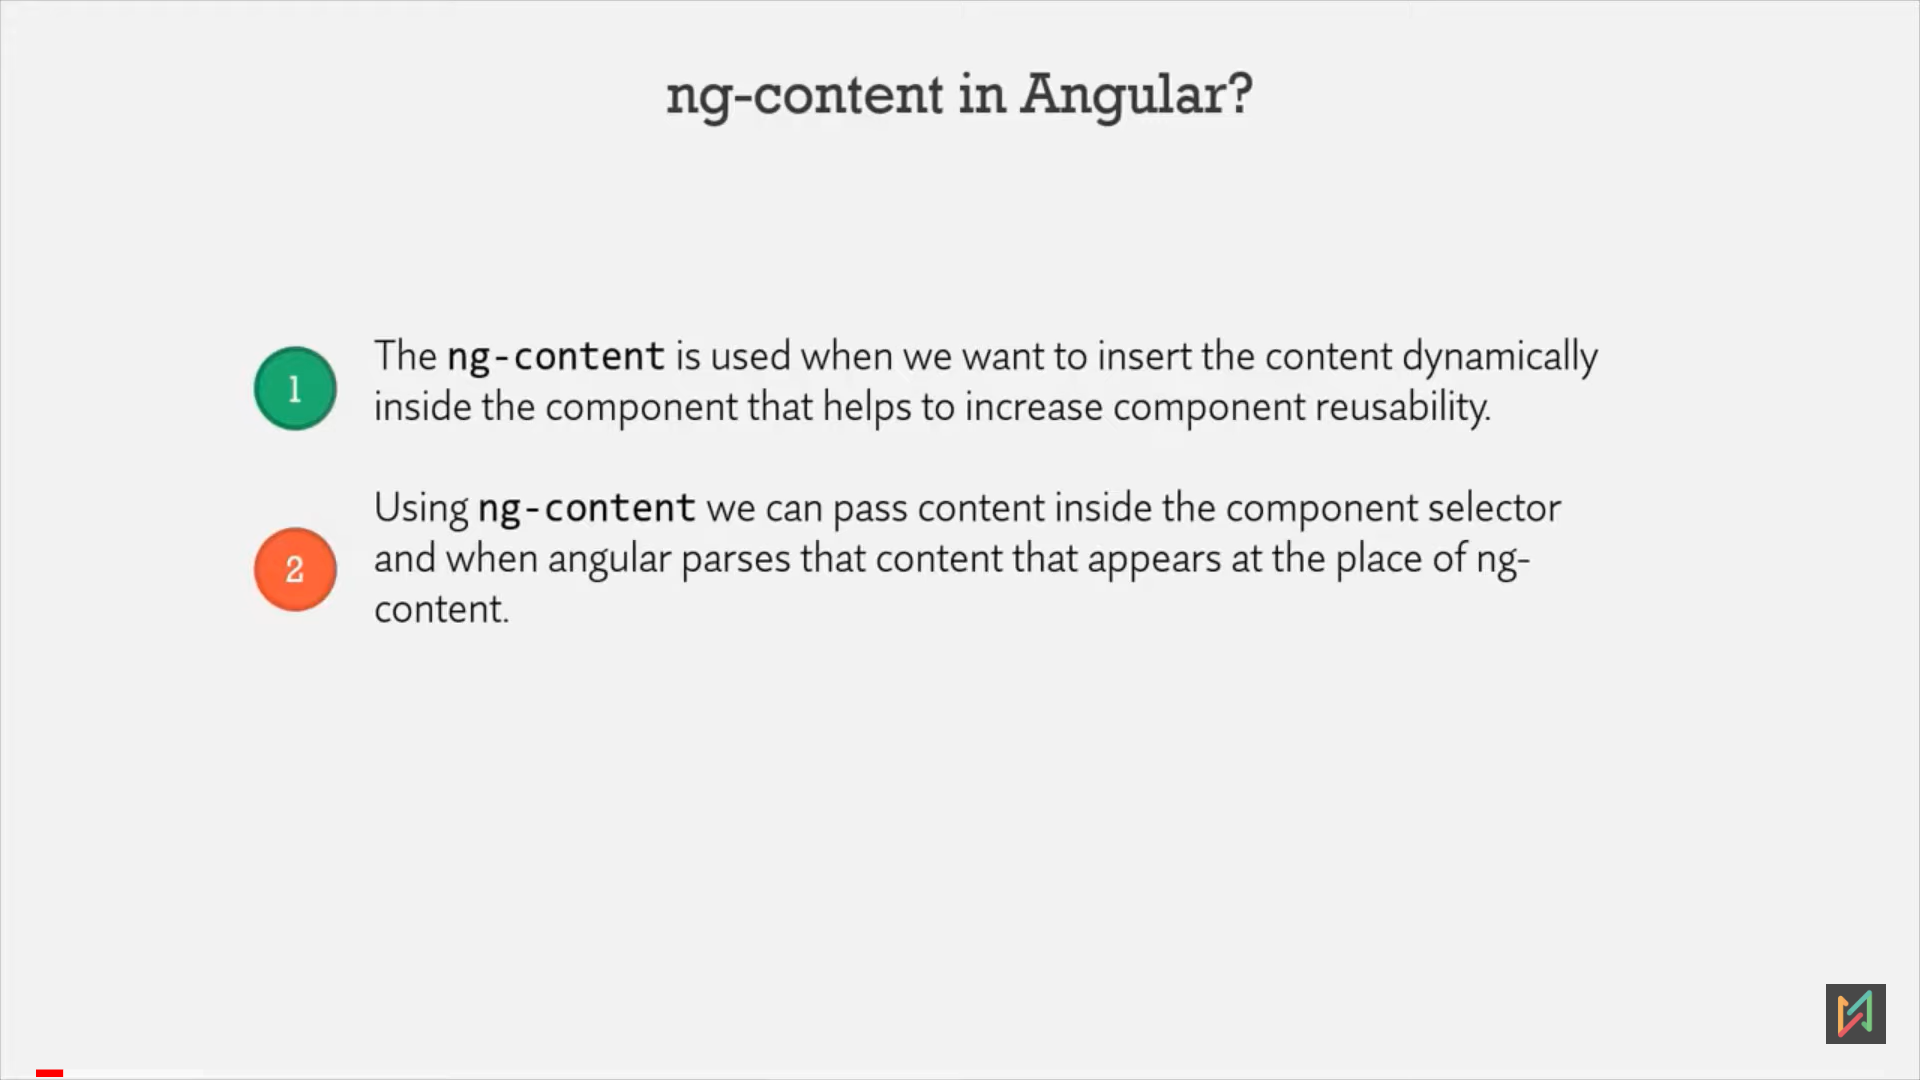 ng-content in Angular?
1
The ng-content is used when we want to insert the content dynamically
inside the component that helps to increase component reusability.
2
Using ng-content we can pass content inside the component selector
and when angular parses that content that appears at the place of ng-
content.